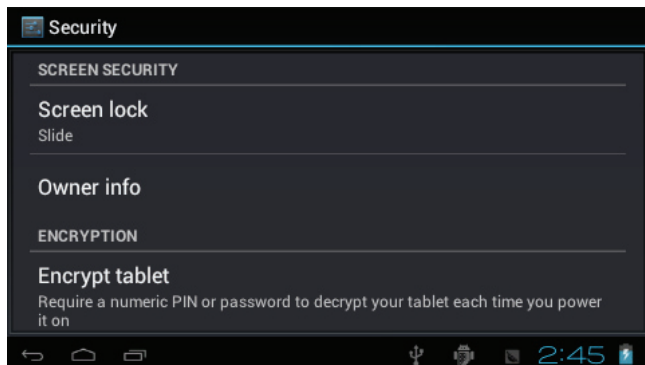 Security
SCREEN SECURITY
Screen lock
Slide
Owner info
ENCRYPTION
Encrypt tablet
Require a numeric PIN or password to decrypt your tablet each time you power
it on
2:45